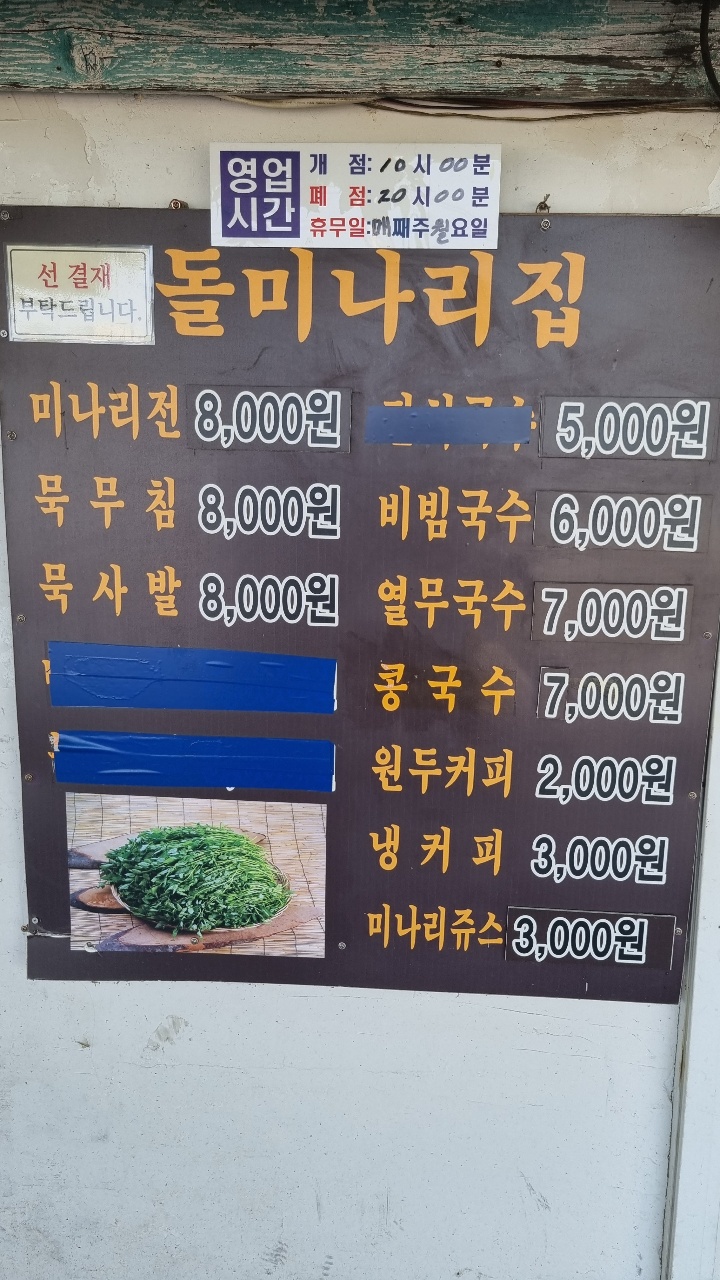 영업시간
개 점: 10시 00분
폐 점: 20시 00분
휴무일:매째주월요일
선 결재
부탁드립니다.
돌미나리집
미나리전 8,000원
묵 무 침 8,000원
묵 사 발 8,000원
5,000원
비빔국수 6,000원
열무국수 7,000원
콩 국 수 7,000원
원두커피 2,000원
냉 커 피 3,000원
미나리쥬스 3,000원